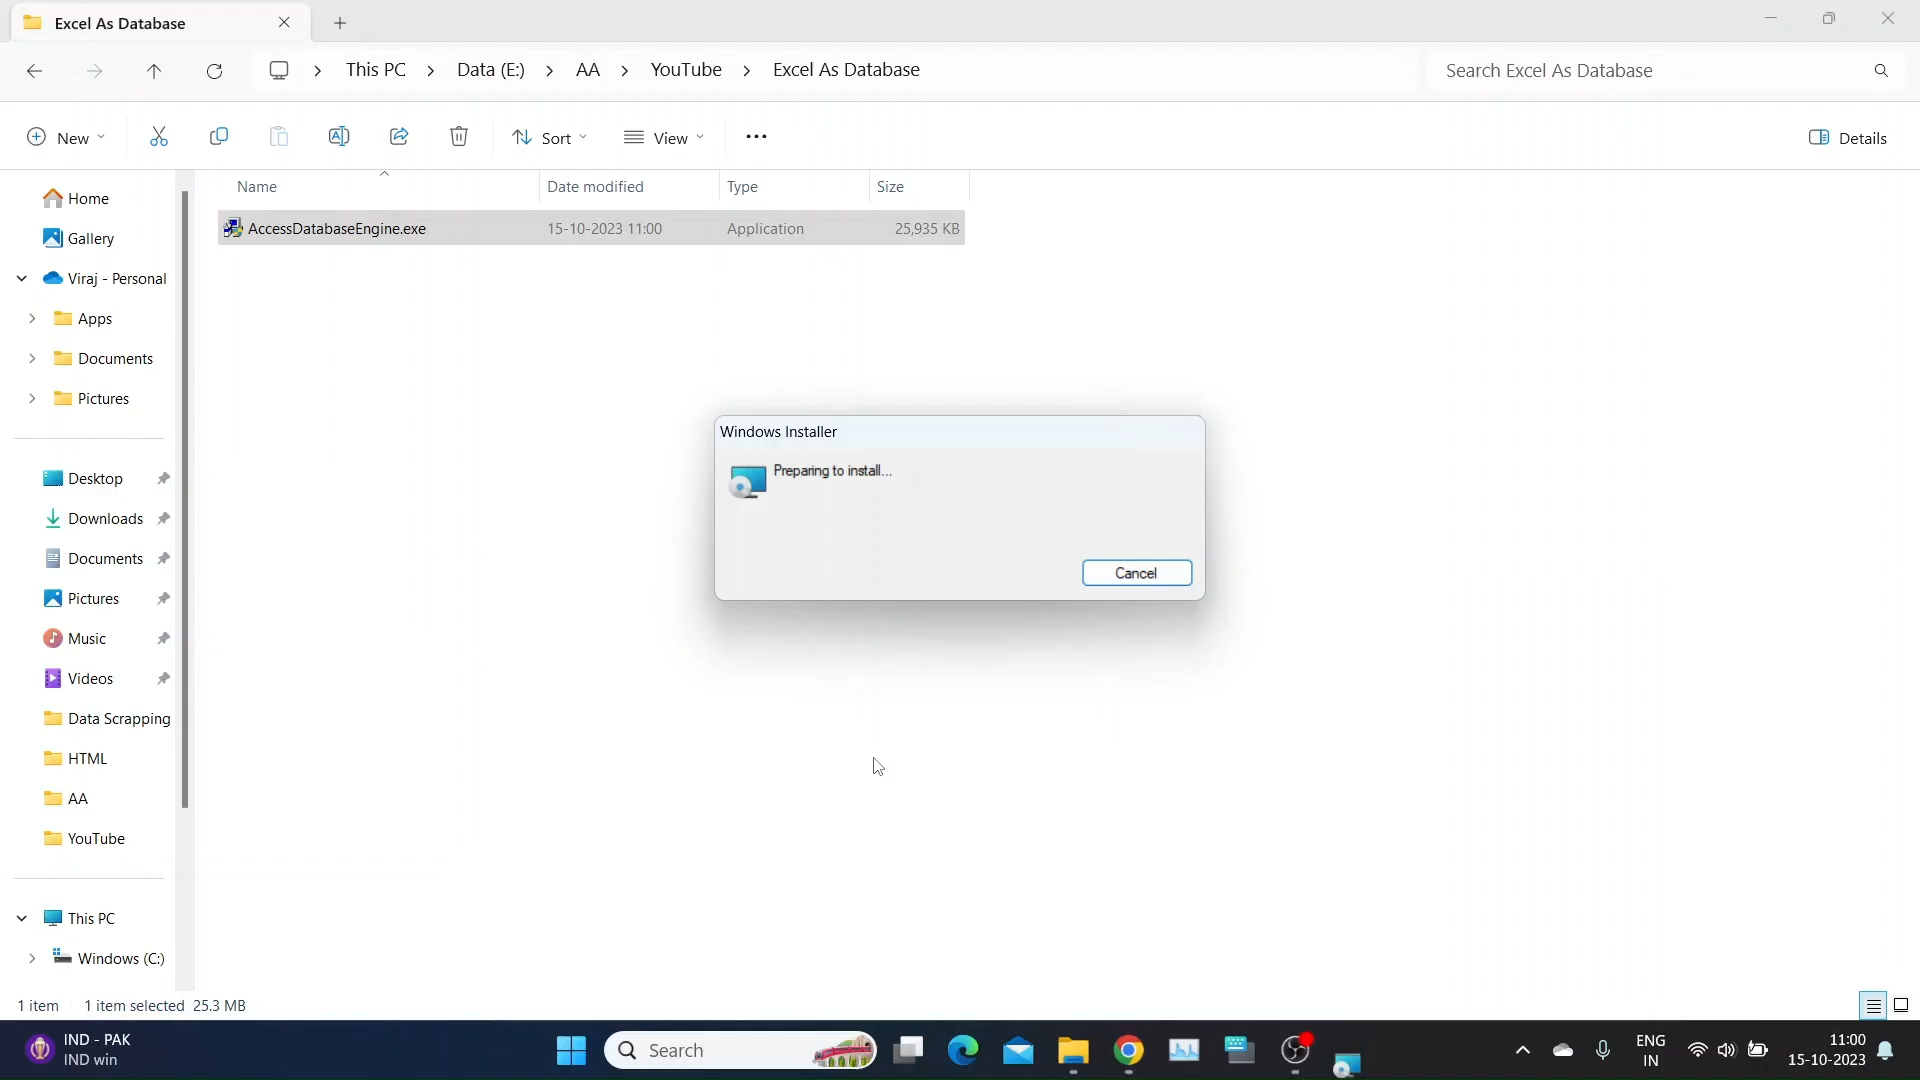 Excel As Database
This PC
Data (E:)
AA
YouTube
Excel As Database
Search Excel As Database
New
Sort
View
Details
Name
Date modified
Type
Size
AccessDatabaseEngine.exe
15-10-2023 11:00
Application
25,935 KB
Home
Gallery
Viraj - Personal
Apps
Documents
Pictures
Desktop
Downloads
Documents
Pictures
Music
Videos
Data Scrapping
HTML
AA
YouTube
This PC
Windows (C:)
Windows Installer
Preparing to install...
Cancel
1 item 1 item selected 25.3 MB
IND - PAK
IND win
Search
ENG
IN
11:00
15-10-2023